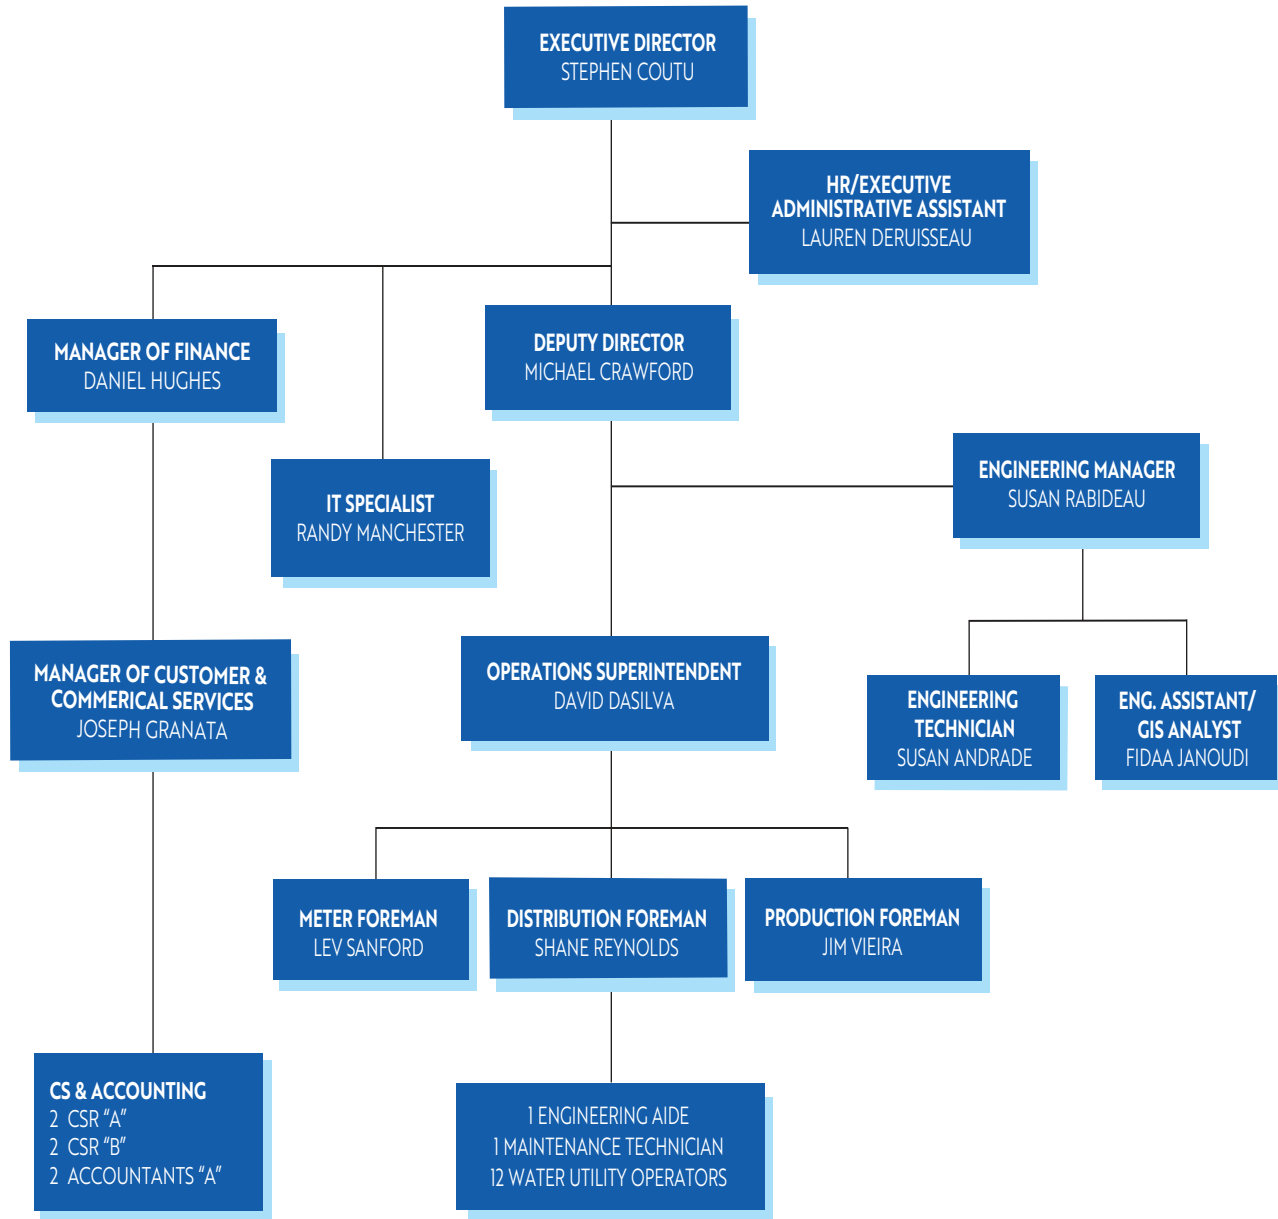 EXECUTIVE DIRECTOR
STEPHEN COUTU
HR/EXECUTIVE
ADMINISTRATIVE ASSISTANT
LAUREN DERUISSEAU
MANAGER OF FINANCE
DANIEL HUGHES
DEPUTY DIRECTOR
MICHAEL CRAWFORD
IT SPECIALIST
RANDY MANCHESTER
ENGINEERING MANAGER
SUSAN RABIDEAU
MANAGER OF CUSTOMER &
COMMERICAL SERVICES
JOSEPH GRANATA
OPERATIONS SUPERINTENDENT
DAVID DASILVA
ENGINEERING
TECHNICIAN
SUSAN ANDRADE
ENG. ASSISTANT/
GIS ANALYST
FIDAA JANOUDI
METER FOREMAN
LEV SANFORD
DISTRIBUTION FOREMAN
SHANE REYNOLDS
PRODUCTION FOREMAN
JIM VIEIRA
CS & ACCOUNTING
2 CSR “A”
2 CSR “B”
2 ACCOUNTANTS “A”
1 ENGINEERING AIDE
1 MAINTENANCE TECHNICIAN
12 WATER UTILITY OPERATORS